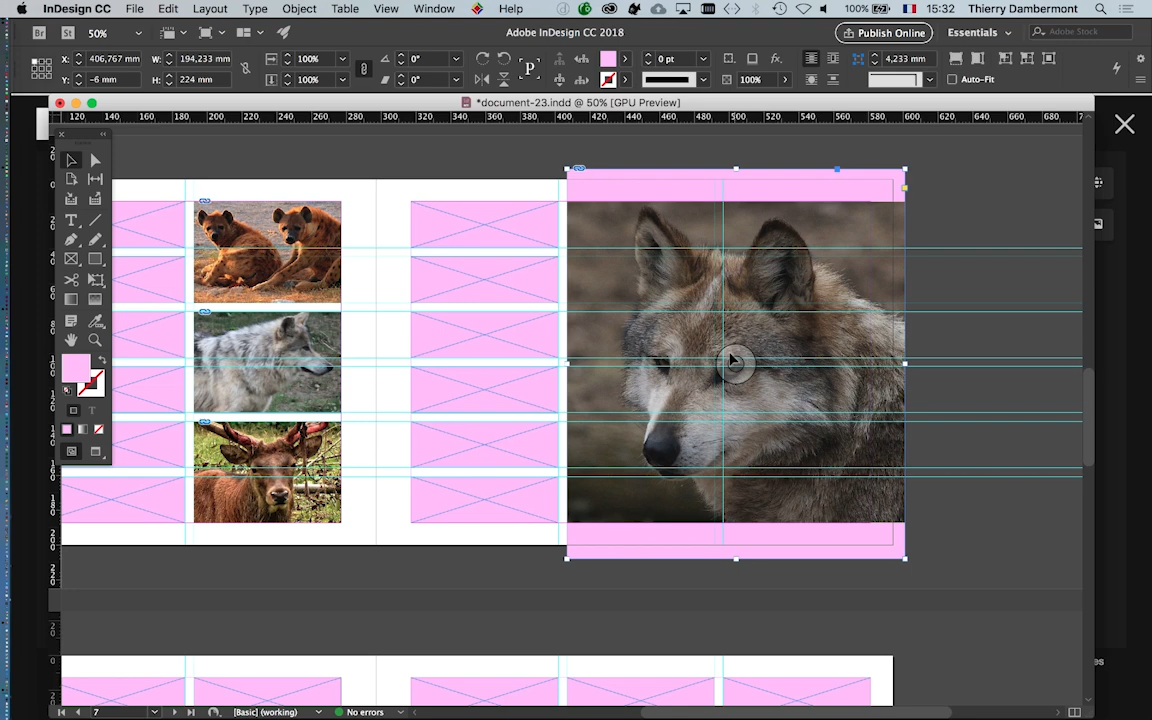 InDesign CC File Edit Layout Type Object Table View Window Help 100% 15:32 Thierry Dambermont
Br St 50% Adobe InDesign CC 2018 Publish Online Essentials Adobe Stock
X: 406,767 mm W: 194,233 mm 100% 0° P 0 pt fx. 4,233 mm
Y: -6 mm H: 224 mm 100% 0° 100% Auto-Fit
*document-23.indd @ 50% [GPU Preview]
120 140 160 180 200 220 240 260 280 300 320 340 360 380 400 420 440 460 480 500 520 540 560 580 600 620 640 660 680
T
T
7 [Basic] (working) No errors